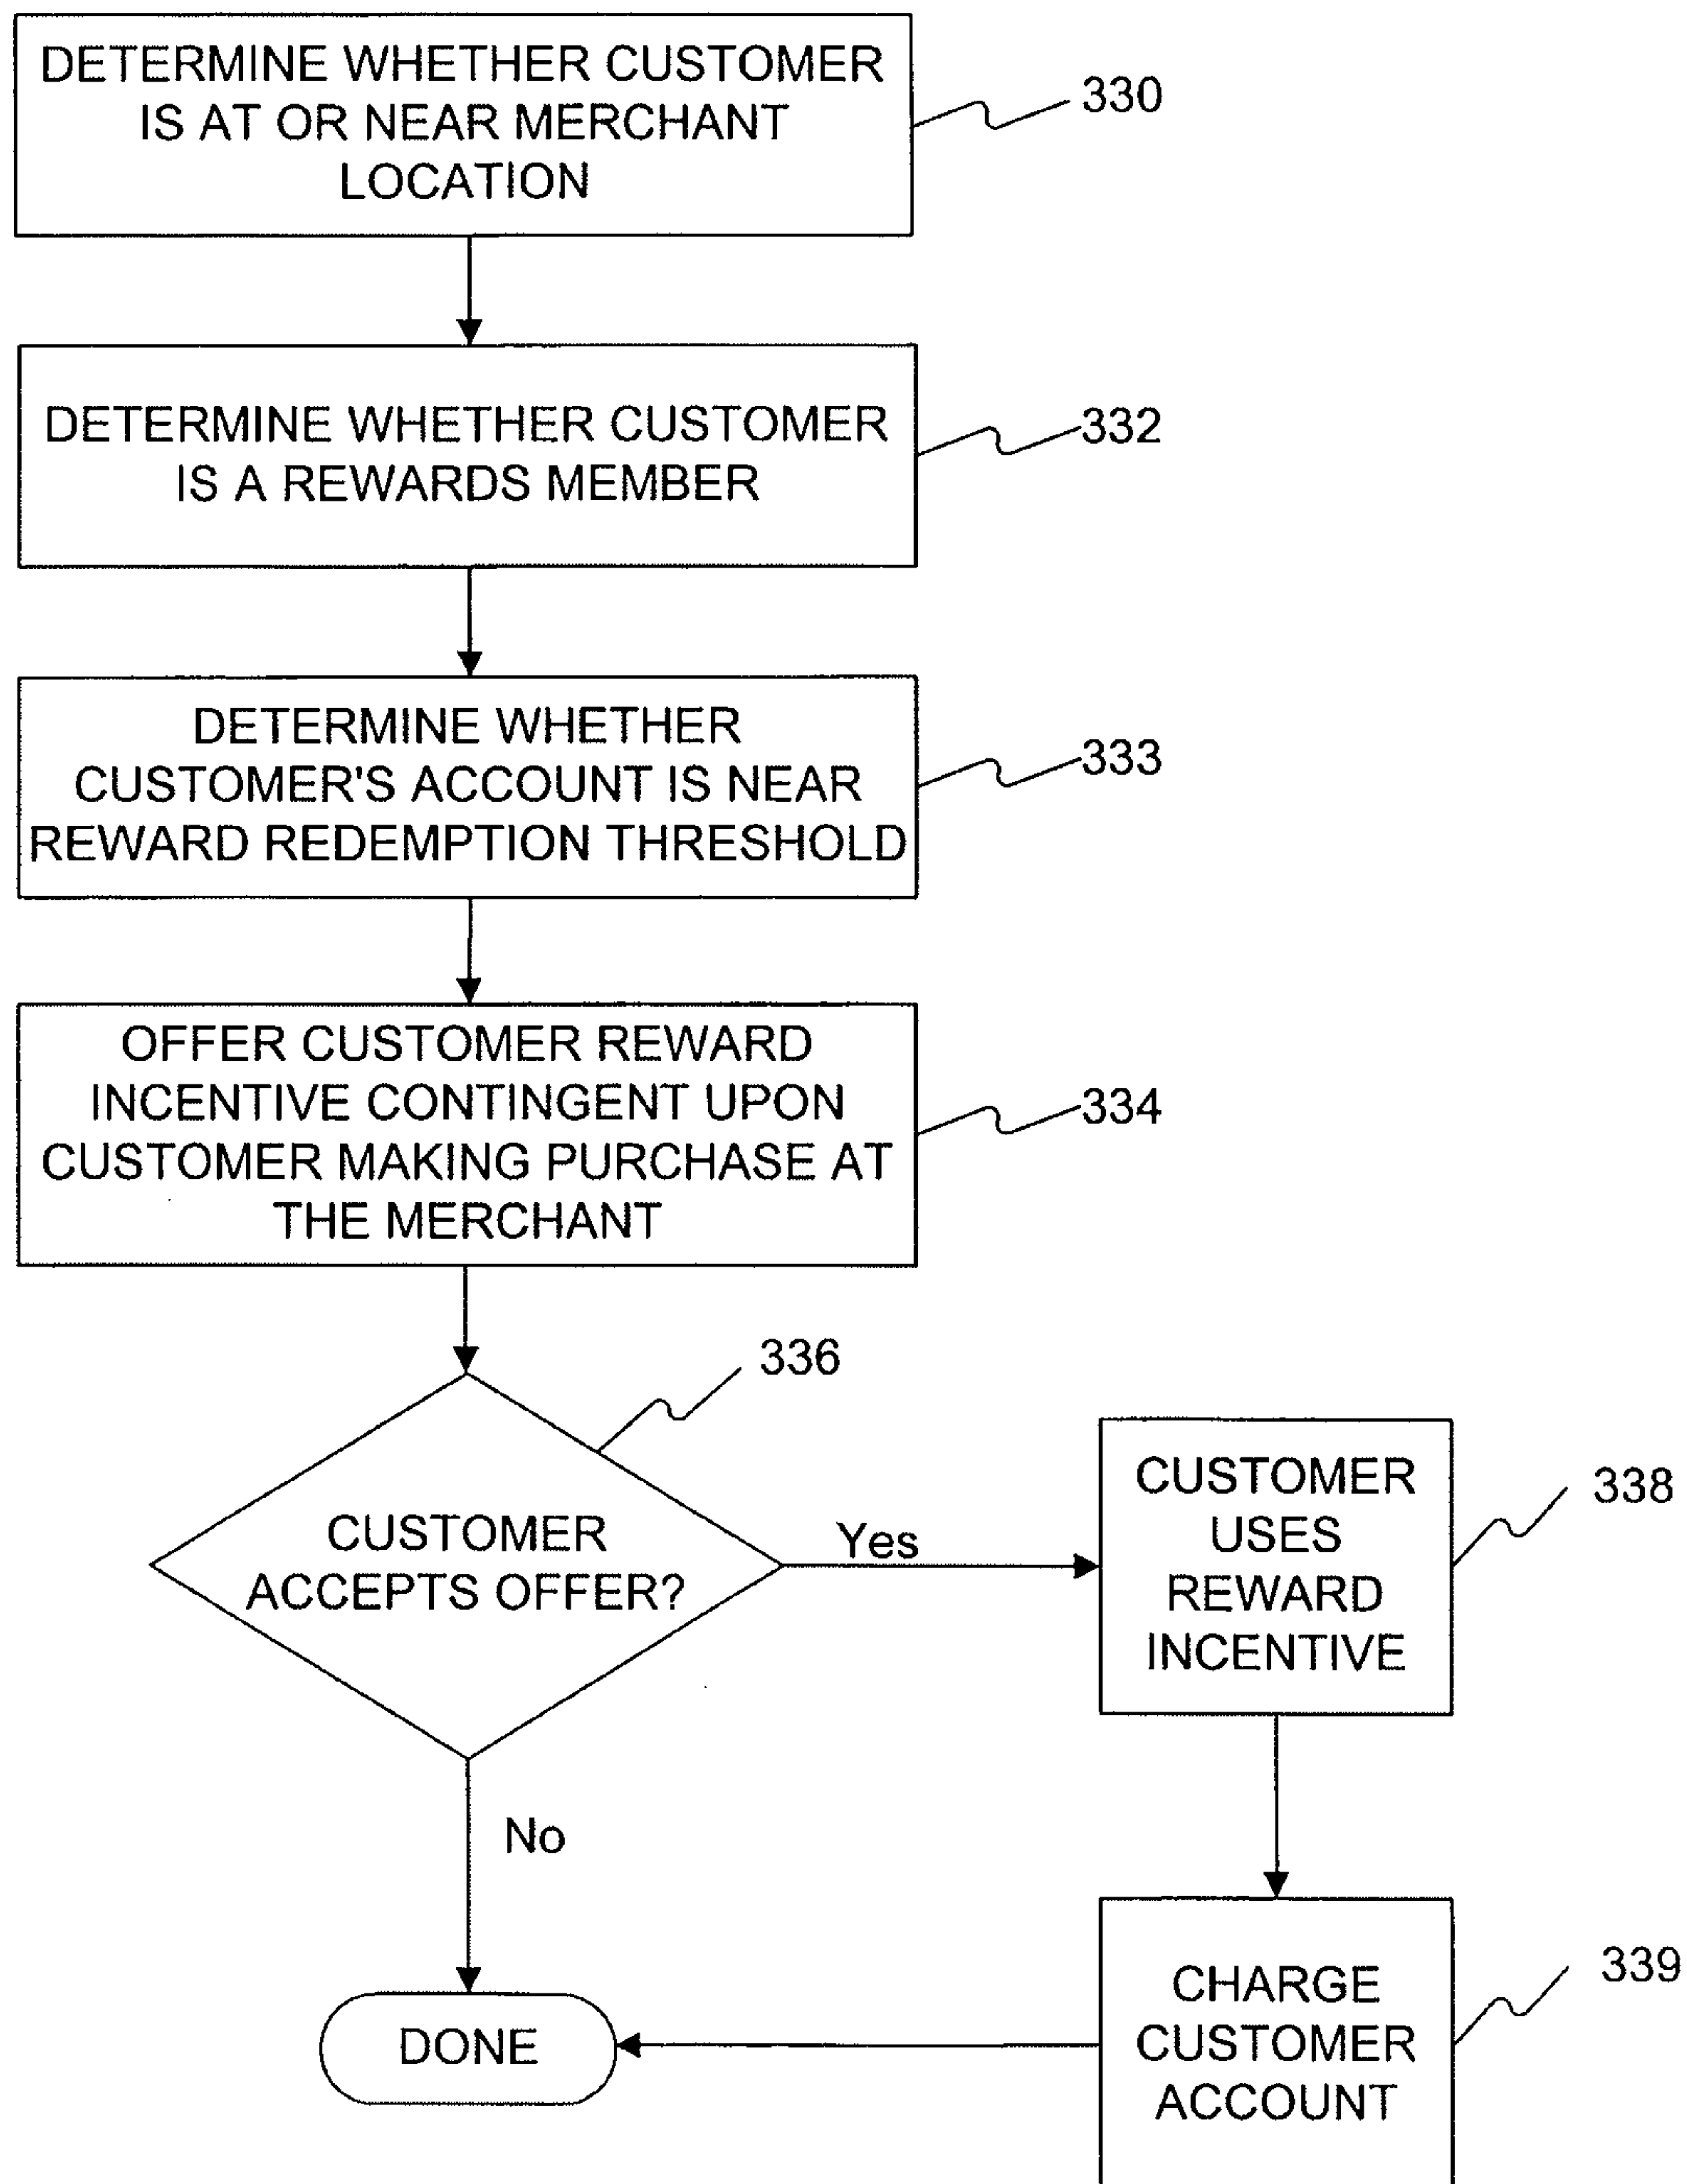 DETERMINE WHETHER CUSTOMER
IS AT OR NEAR MERCHANT
LOCATION
330
DETERMINE WHETHER CUSTOMER
IS A REWARDS MEMBER
332
DETERMINE WHETHER
CUSTOMER'S ACCOUNT IS NEAR
REWARD REDEMPTION THRESHOLD
333
OFFER CUSTOMER REWARD
INCENTIVE CONTINGENT UPON
CUSTOMER MAKING PURCHASE AT
THE MERCHANT
334
336
CUSTOMER
ACCEPTS OFFER?
Yes
CUSTOMER
USES
REWARD
INCENTIVE
338
No
CHARGE
CUSTOMER
ACCOUNT
339
DONE